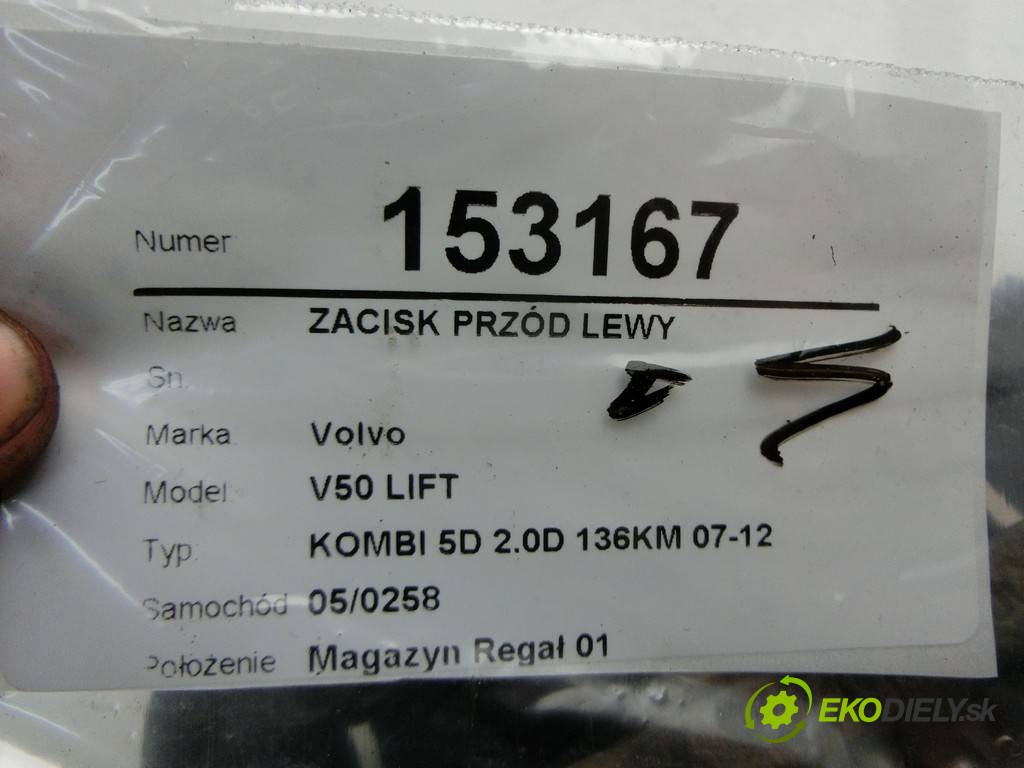 Numer 153167
Nazwa ZACISK PRZÓD LEWY
Sn.
Marka Volvo
Model V50 LIFT
Typ. KOMBI 5D 2.0D 136KM 07-12
Samochód 05/0258
Położenie Magazyn Regał 01
EKODIELY.sk